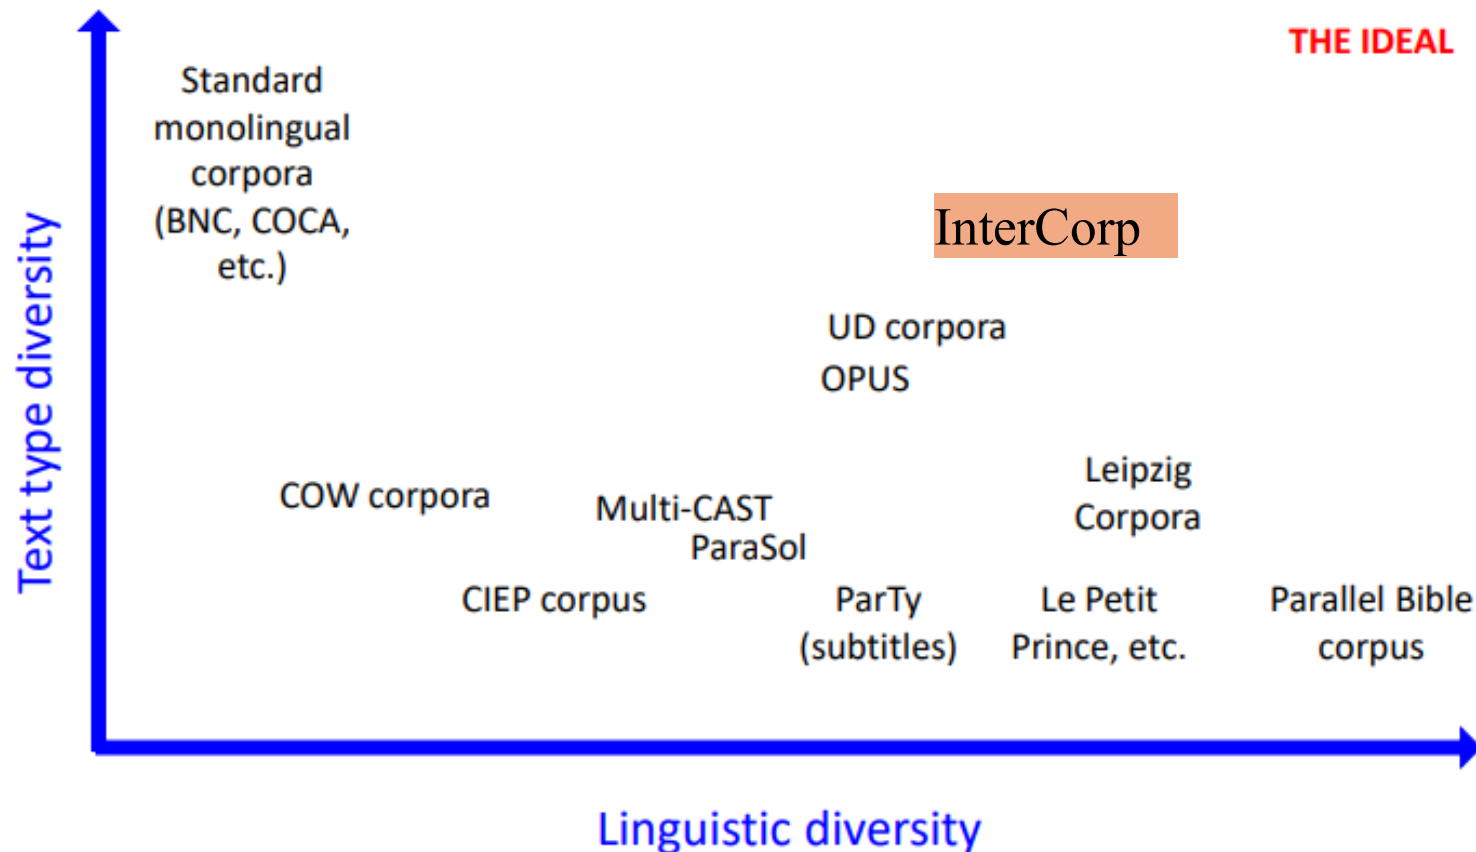 THE IDEAL
Standard
monolingual
corpora
(BNC, COCA,
etc.)
InterCorp
UD corpora
OPUS
Leipzig
Corpora
COW corpora
Multi-CAST
ParaSol
CIEP corpus
ParTy
(subtitles)
Le Petit
Prince, etc.
Parallel Bible
corpus
Text type diversity
Linguistic diversity